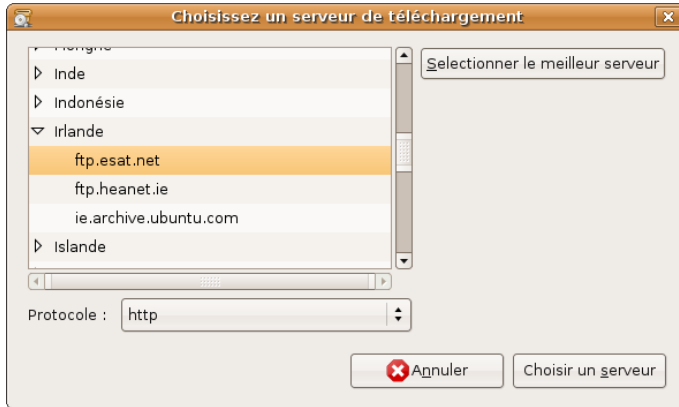 Choisissez un serveur de téléchargement
Hongrie
Inde
Indonésie
Irlande
ftp.esat.net
ftp.heanet.ie
ie.archive.ubuntu.com
Islande
Selectionner le meilleur serveur
Protocole :
http
Annuler
Choisir un serveur